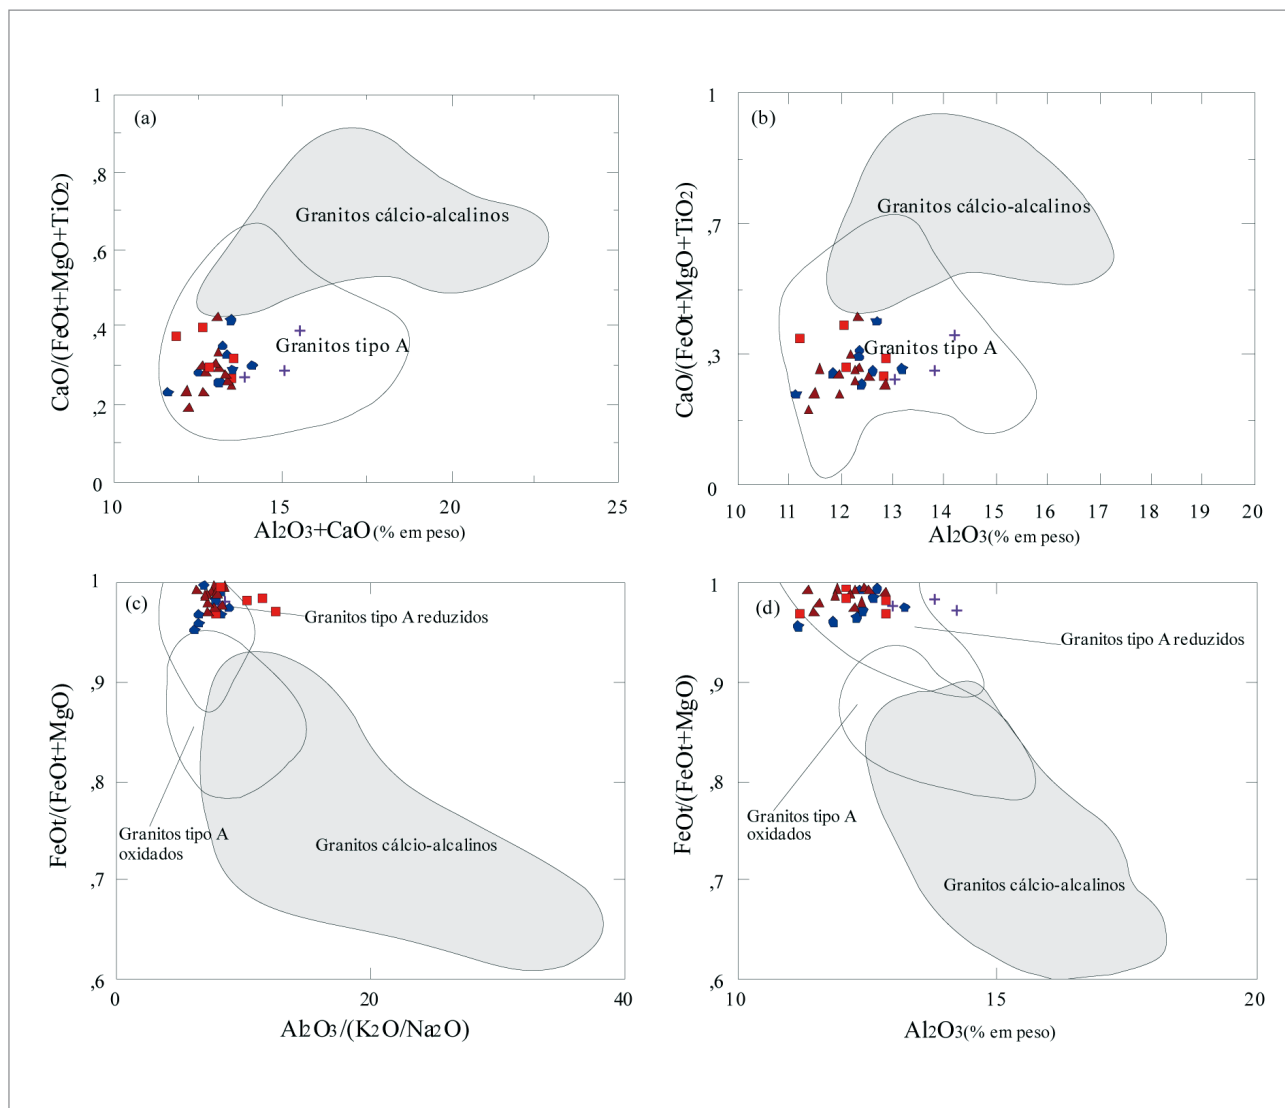 (a)
1
,8
,6
,4
,2
0
10
15
20
25
CaO/(FeOt+MgO+TiO₂)
Granitos cálcio-alcalinos
Granitos tipo A
Al₂O₃+CaO (% em peso)
(b)
1
,7
,3
0
10
11
12
13
14
15
16
17
18
19
20
CaO/(FeOt+MgO+TiO₂)
Granitos cálcio-alcalinos
Granitos tipo A
Al₂O₃(% em peso)
(c)
1
,9
,8
,7
,6
0
20
40
FeOt/(FeOt+MgO)
Granitos tipo A reduzidos
Granitos tipo A
oxidados
Granitos cálcio-alcalinos
Al₂O₃/(K₂O/Na₂O)
(d)
1
,9
,8
,7
,6
10
15
20
FeOt/(FeOt+MgO)
Granitos tipo A reduzidos
Granitos tipo A
oxidados
Granitos cálcio-alcalinos
Al₂O₃(% em peso)